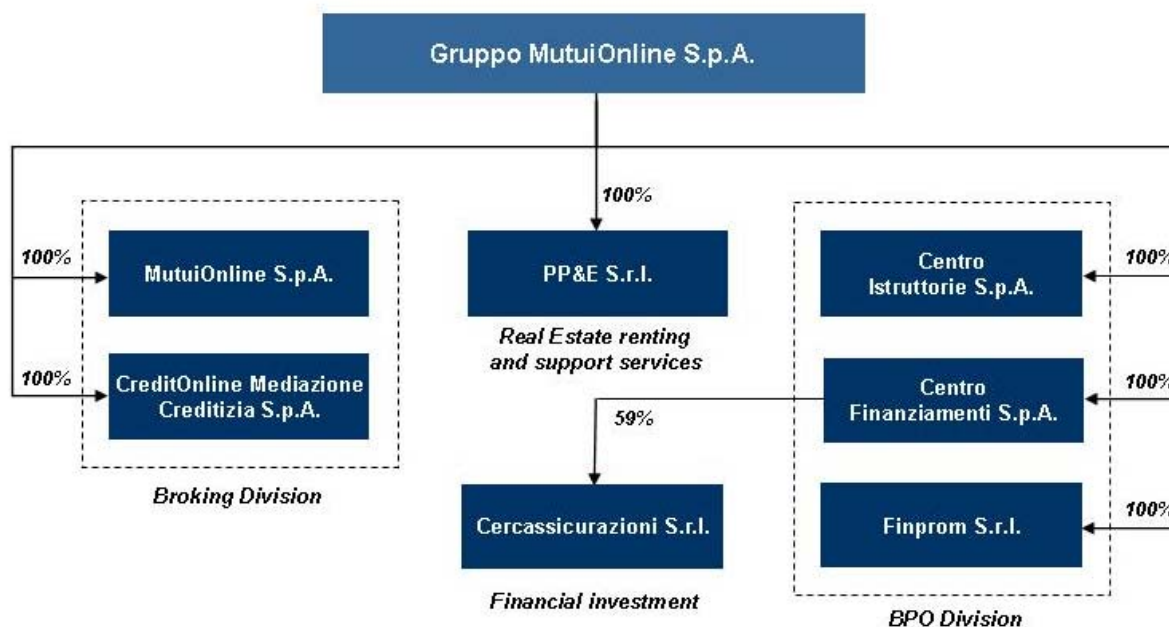 Gruppo MutuiOnline S.p.A.
100%
100%
MutuiOnline S.p.A.
100%
CreditOnline Mediazione
Creditizia S.p.A.
Broking Division
PP&E S.r.l.
Real Estate renting
and support services
59%
Cercassicurazioni S.r.l.
Financial investment
Centro
Istruttorie S.p.A.
100%
Centro
Finanziamenti S.p.A.
100%
Finprom S.r.l.
100%
BPO Division